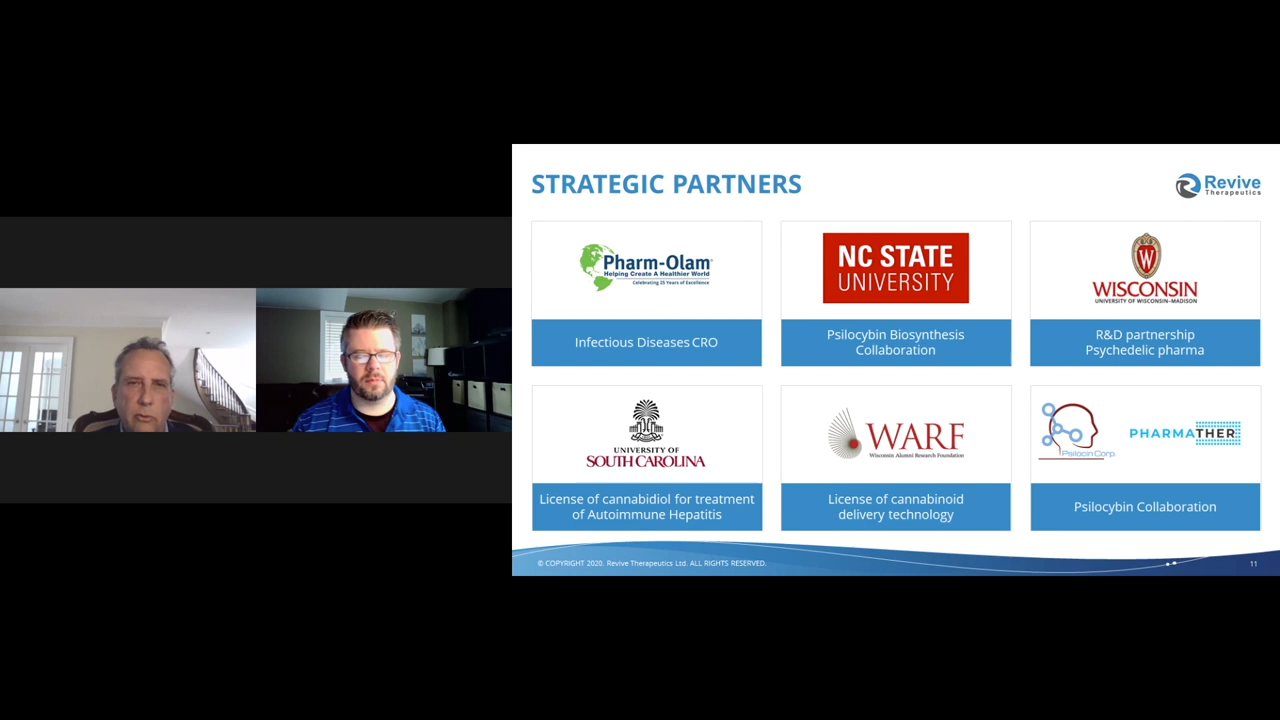 STRATEGIC PARTNERS
Revive
Therapeutics
Pharm-Olam®
Helping Create A Healthier World
Celebrating 25 Years of Excellence
Infectious Diseases CRO
NC STATE
UNIVERSITY
Psilocybin Biosynthesis
Collaboration
W
WISCONSIN
UNIVERSITY OF WISCONSIN–MADISON
R&D partnership
Psychedelic pharma
UNIVERSITY OF
SOUTH CAROLINA
License of cannabidiol for treatment
of Autoimmune Hepatitis
WARF
Wisconsin Alumni Research Foundation
License of cannabinoid
delivery technology
Psilocin Corp.
PHARMATHER
Psilocybin Collaboration
© COPYRIGHT 2020. Revive Therapeutics Ltd. ALL RIGHTS RESERVED.
11